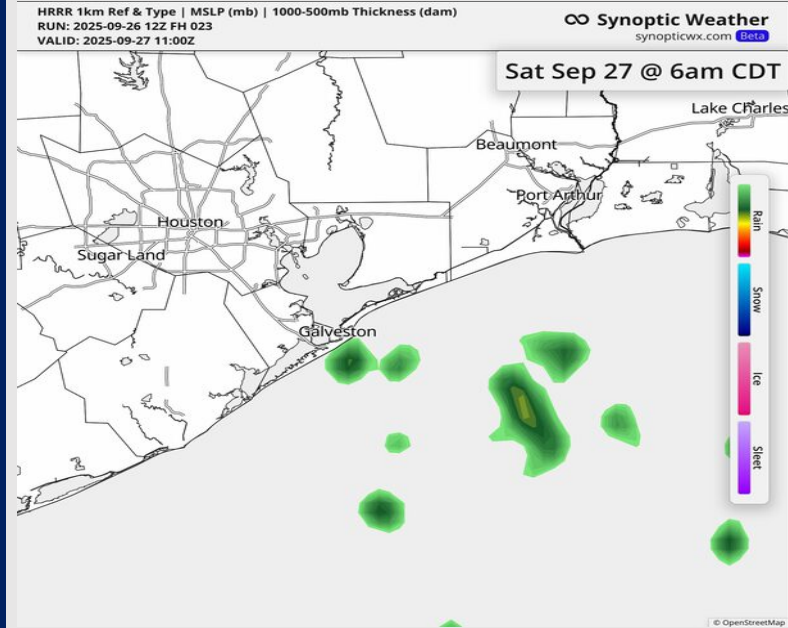 HRRR 1km Ref & Type | MSLP (mb) | 1000-500mb Thickness (dam)
RUN: 2025-09-26 12Z FH 023
VALID: 2025-09-27 11:00Z
Synoptic Weather
synopticwx.com Beta
Sat Sep 27 @ 6am CDT
Lake Charles
Beaumont
Port Arthur
Houston
Sugar Land
Galveston
Rain
Snow
Ice
Sleet
© OpenStreetMap